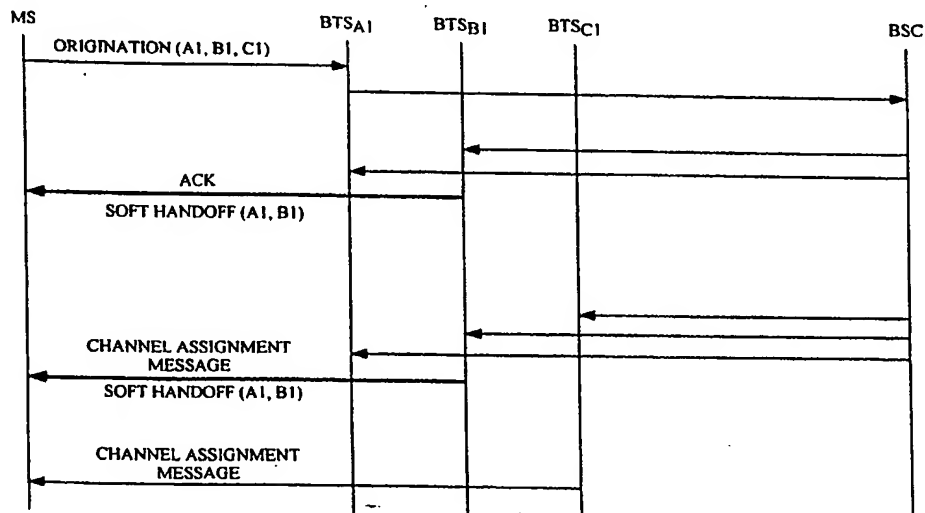 MS BTSA1 BTSB1 BTSC1 BSC
ORIGINATION (A1, B1, C1)
ACK
SOFT HANDOFF (A1, B1)
CHANNEL ASSIGNMENT
MESSAGE
SOFT HANDOFF (A1, B1)
CHANNEL ASSIGNMENT
MESSAGE